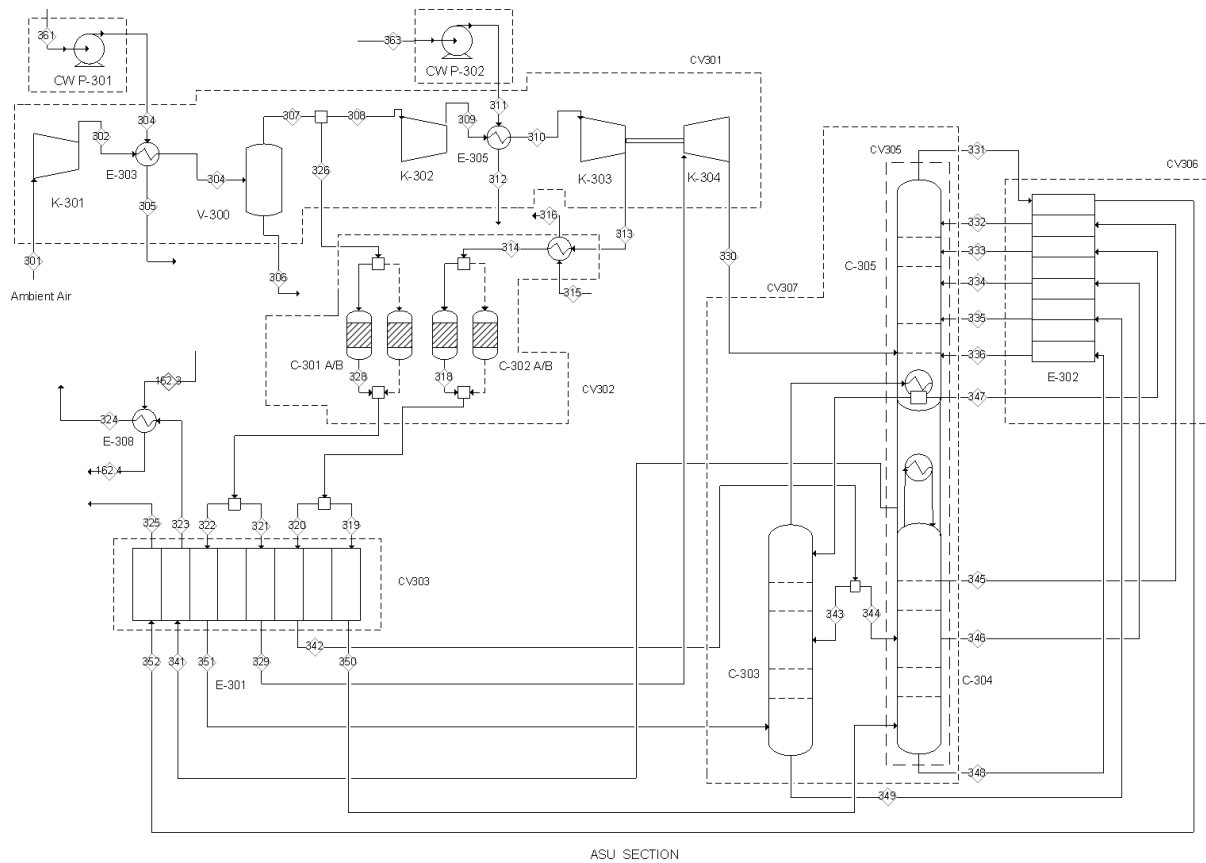 361
CW P-301
363
CW P-302
CV301
302
304
307
308
309
311
310
E-303
304
305
V-300
326
K-302
E-305
312
K-303
K-304
K-301
301
306
Ambient Air
316
314
313
315
330
CV305
331
CV306
332
333
C-305
334
CV307
335
336
E-302
347
C-301 A/B
C-302 A/B
328
318
CV302
162.3
324
E-308
162.4
325
323
322
321
320
319
CV303
345
343
344
346
352
341
351
329
342
350
E-301
C-303
C-304
348
349
ASU SECTION